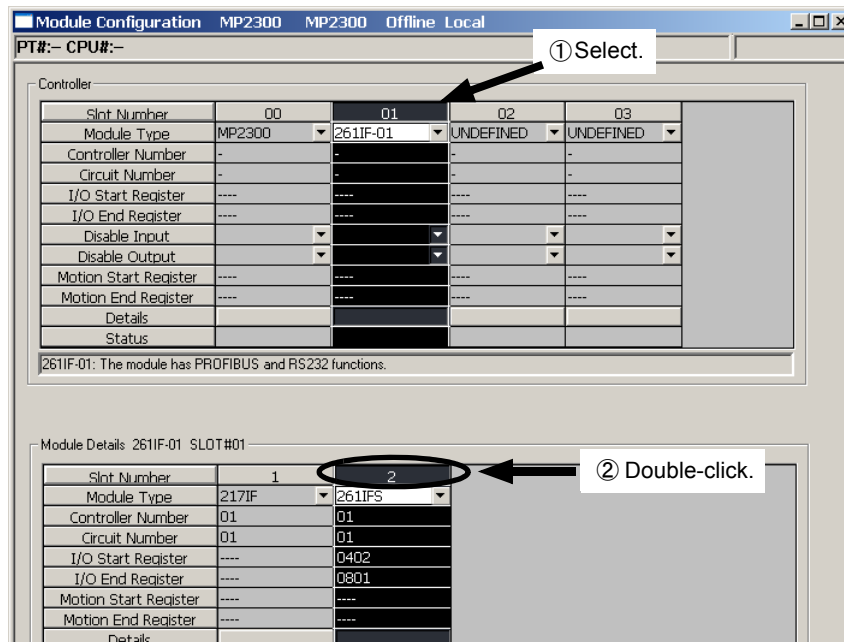 Module Configuration MP2300 MP2300 Offline Local
PT#:– CPU#:–
①Select.
Controller
Slot Number 00 01 02 03
Module Type MP2300 261IF-01 UNDEFINED UNDEFINED
Controller Number - - - -
Circuit Number - - - -
I/O Start Register ---- ---- ---- ----
I/O End Register ---- ---- ---- ----
Disable Input
Disable Output
Motion Start Register ---- ---- ---- ----
Motion End Register ---- ---- ---- ----
Details
Status
261IF-01: The module has PROFIBUS and RS232 functions.
Module Details 261IF-01 SLOT#01
② Double-click.
Slot Number 1 2
Module Type 217IF 261IFS
Controller Number 01 01
Circuit Number 01 01
I/O Start Register ---- 0402
I/O End Register ---- 0801
Motion Start Register ---- ----
Motion End Register ---- ----
Details